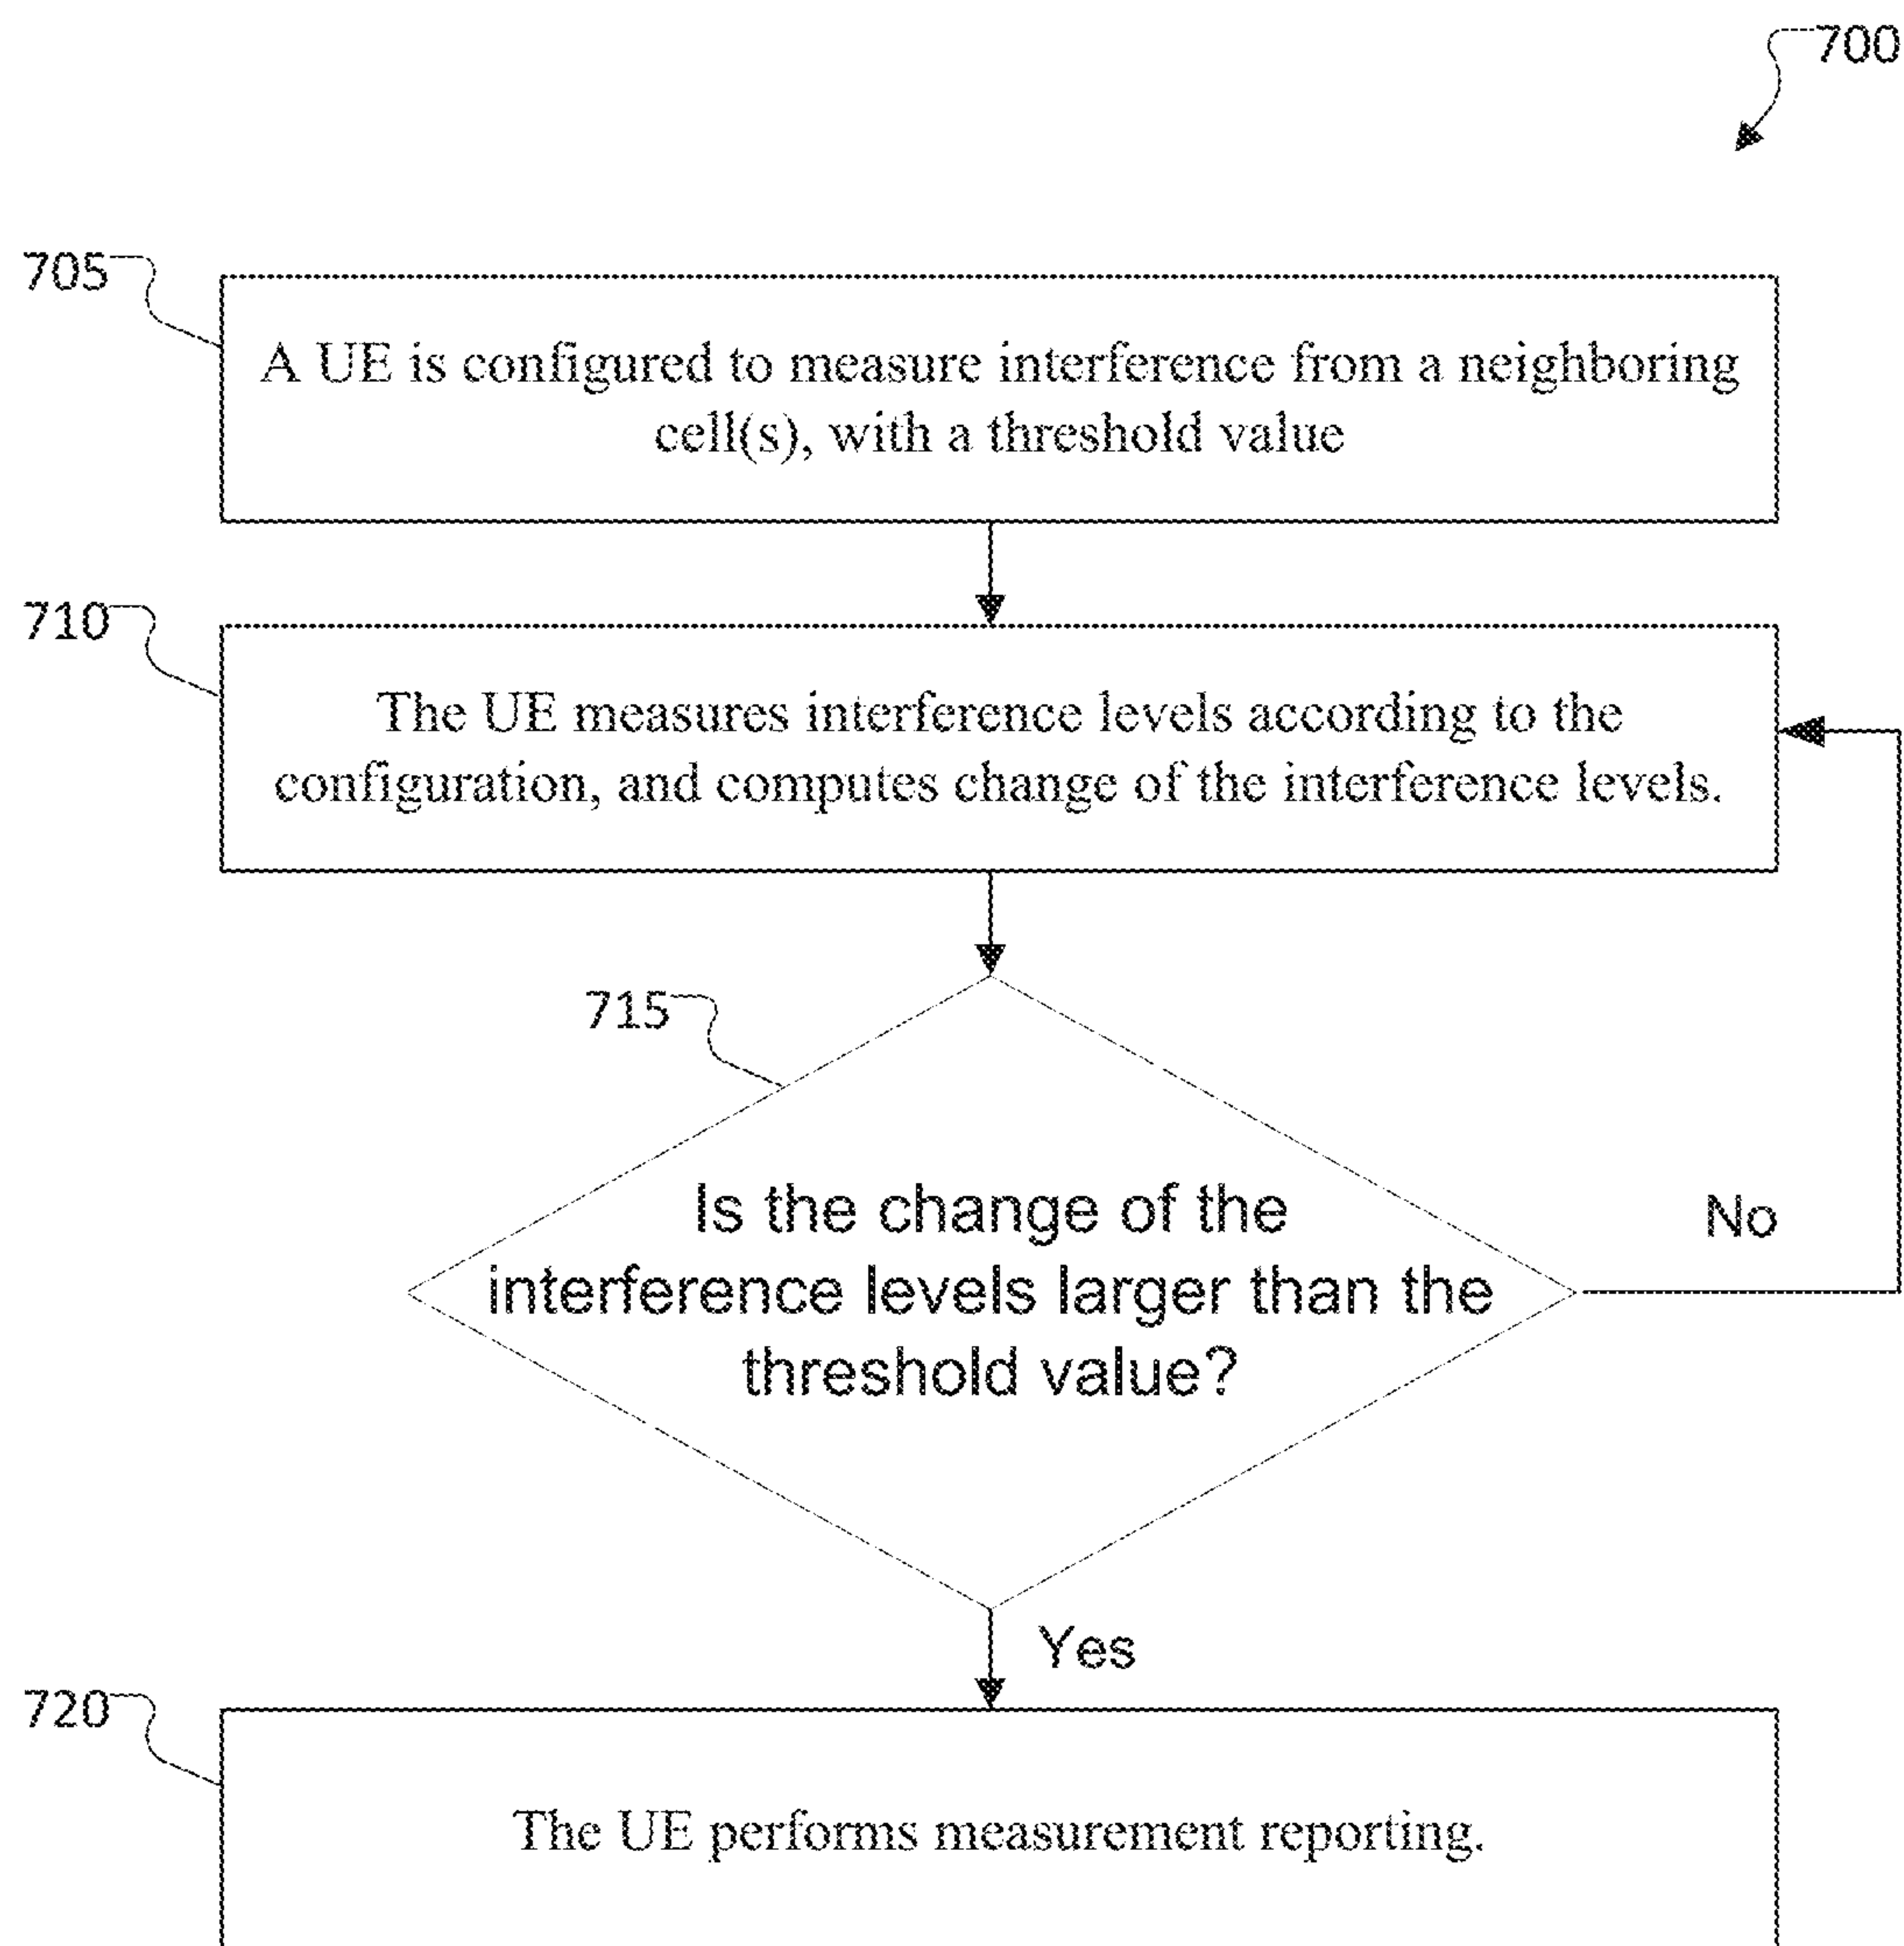 700
705
A UE is configured to measure interference from a neighboring
cell(s), with a threshold value
710
The UE measures interference levels according to the
configuration, and computes change of the interference levels.
715
Is the change of the
interference levels larger than the
threshold value?
No
Yes
720
The UE performs measurement reporting.